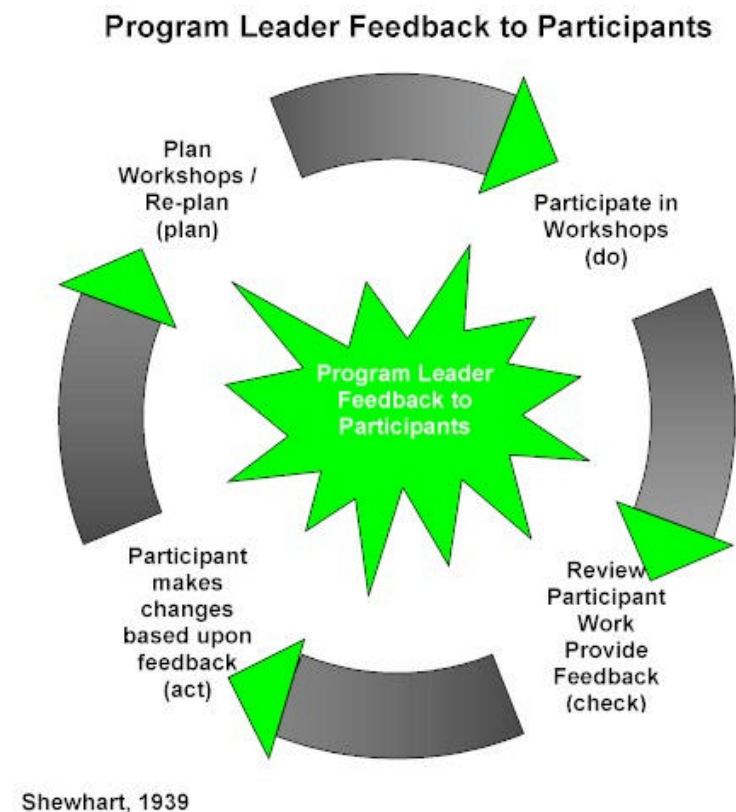 Program Leader Feedback to Participants
Plan
Workshops /
Re-plan
(plan)
Participate in
Workshops
(do)
Program Leader
Feedback to
Participants
Review
Participant
Work
Provide
Feedback
(check)
Participant
makes
changes
based upon
feedback
(act)
Shewhart, 1939